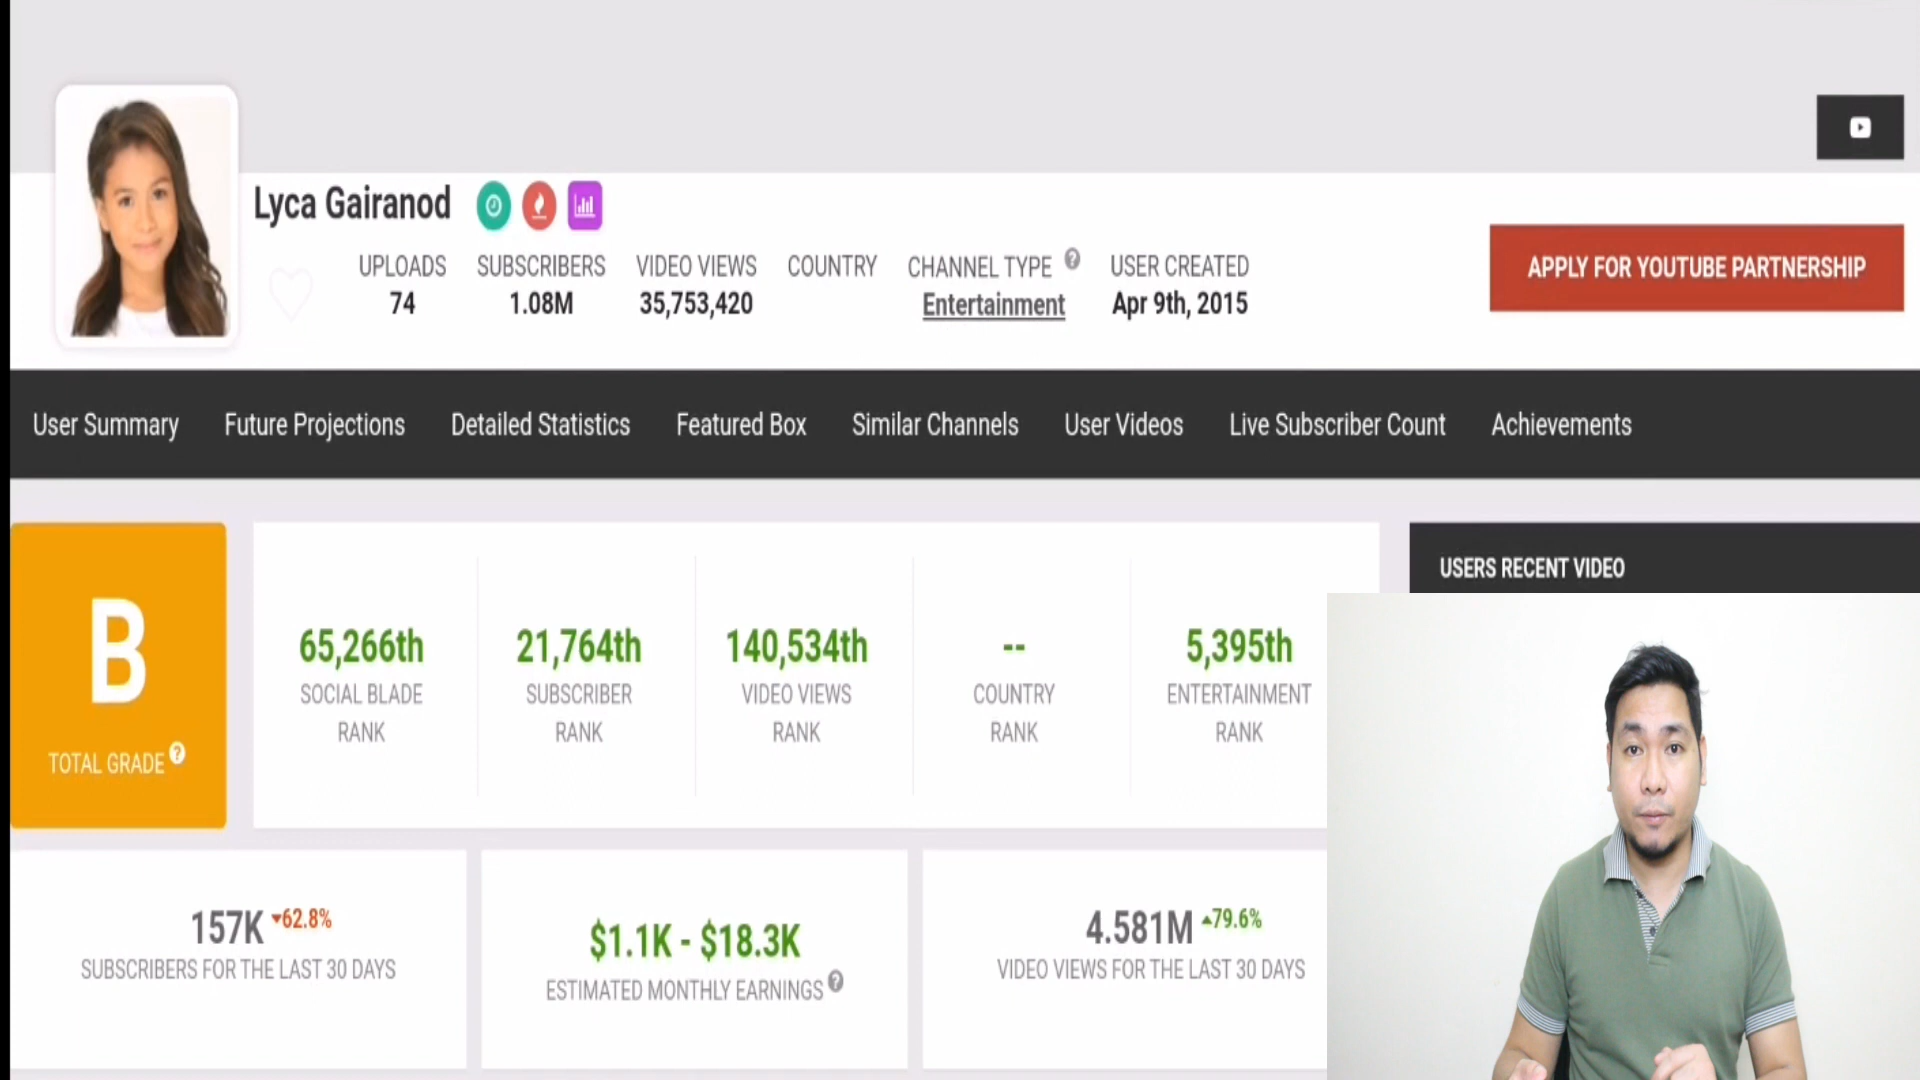 Lyca Gairanod
UPLOADS SUBSCRIBERS VIDEO VIEWS COUNTRY CHANNEL TYPE ? USER CREATED
74 1.08M 35,753,420 Entertainment Apr 9th, 2015
APPLY FOR YOUTUBE PARTNERSHIP
User Summary Future Projections Detailed Statistics Featured Box Similar Channels User Videos Live Subscriber Count Achievements
B
TOTAL GRADE ?
65,266th
SOCIAL BLADE
RANK
21,764th
SUBSCRIBER
RANK
140,534th
VIDEO VIEWS
RANK
--
COUNTRY
RANK
5,395th
ENTERTAINMENT
RANK
USERS RECENT VIDEO
157K 62.8%
SUBSCRIBERS FOR THE LAST 30 DAYS
$1.1K - $18.3K
ESTIMATED MONTHLY EARNINGS ?
4.581M 79.6%
VIDEO VIEWS FOR THE LAST 30 DAYS